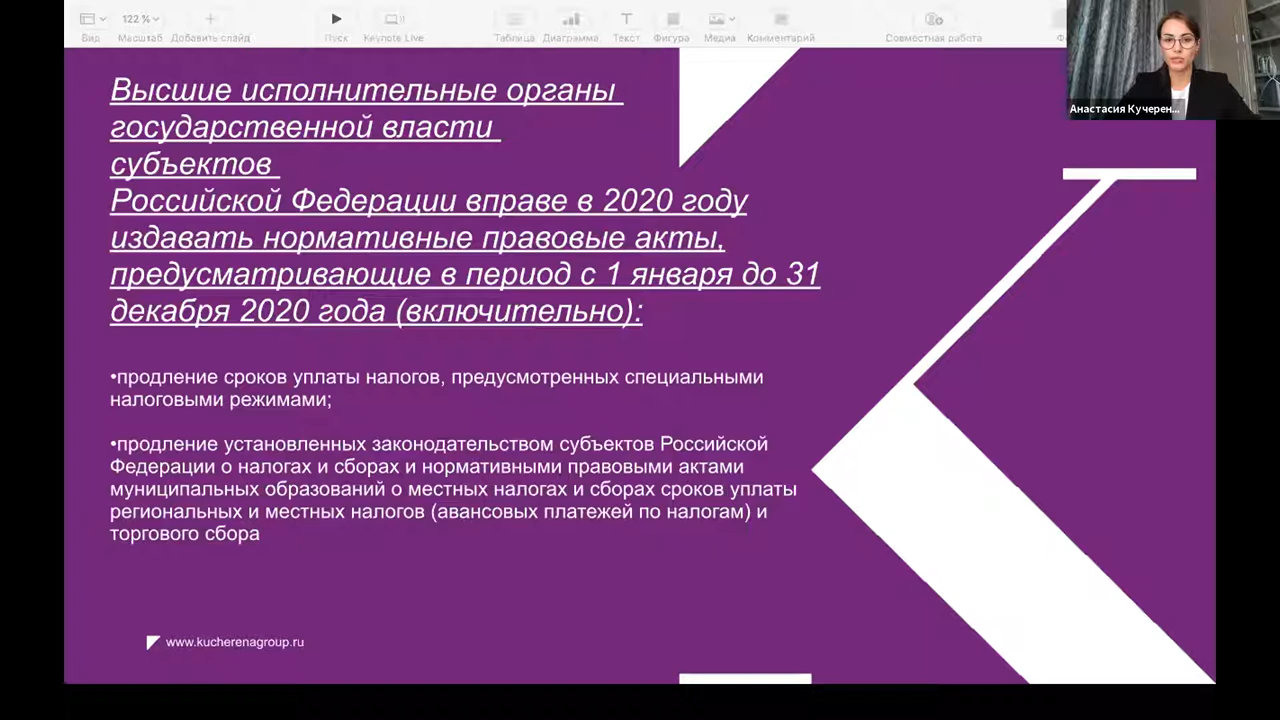 122 %
Вид
Масштаб
Добавить слайд
Пуск
Keynote Live
Таблица
Диаграмма
Текст
Фигура
Медиа
Комментарий
Совместная работа
Анастасия Кучерен...
Высшие исполнительные органы
государственной власти
субъектов
Российской Федерации вправе в 2020 году
издавать нормативные правовые акты,
предусматривающие в период с 1 января до 31
декабря 2020 года (включительно):
•продление сроков уплаты налогов, предусмотренных специальными
налоговыми режимами;
•продление установленных законодательством субъектов Российской
Федерации о налогах и сборах и нормативными правовыми актами
муниципальных образований о местных налогах и сборах сроков уплаты
региональных и местных налогов (авансовых платежей по налогам) и
торгового сбора
www.kucherenagroup.ru